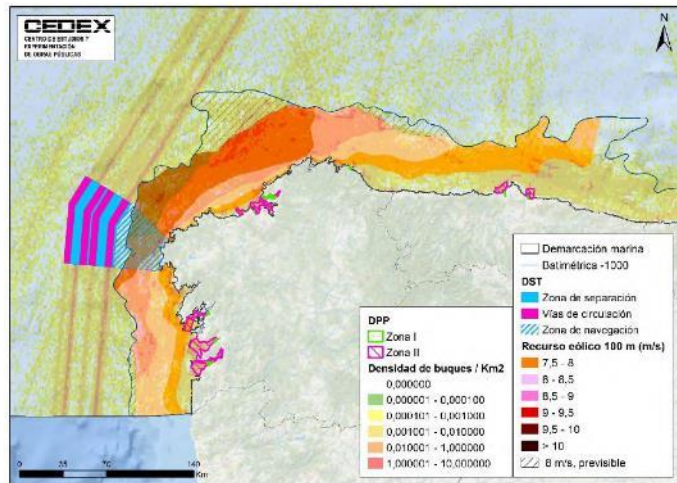 CEDEX
CENTRO DE ESTUDIOS Y
EXPERIMENTACIÓN
DE OBRAS PÚBLICAS
N
DPP
Zona I
Zona II
Densidad de buques / Km2
0,000000
0,000001 - 0,000100
0,000101 - 0,001000
0,001001 - 0,010000
0,010001 - 1,000000
1,000001 - 10,000000
Demarcación marina
Batimétrica -1000
DST
Zona de separación
Vías de circulación
Zona de navegación
Recurso eólico 100 m (m/s)
7,5 - 8
8 - 8,5
8,5 - 9
9 - 9,5
9,5 - 10
> 10
8 m/s, previsible
0 35 70 140
Km